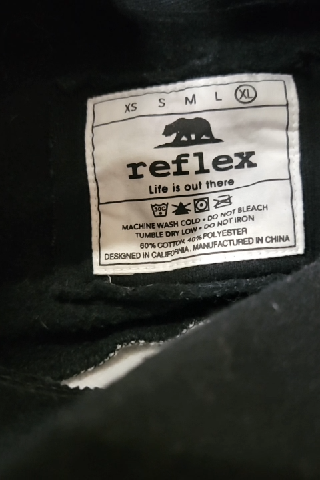 XS S M L XL
reflex
Life is out there
MACHINE WASH COLD • DO NOT BLEACH
TUMBLE DRY LOW • DO NOT IRON
60% COTTON 40% POLYESTER
DESIGNED IN CALIFORNIA, MANUFACTURED IN CHINA